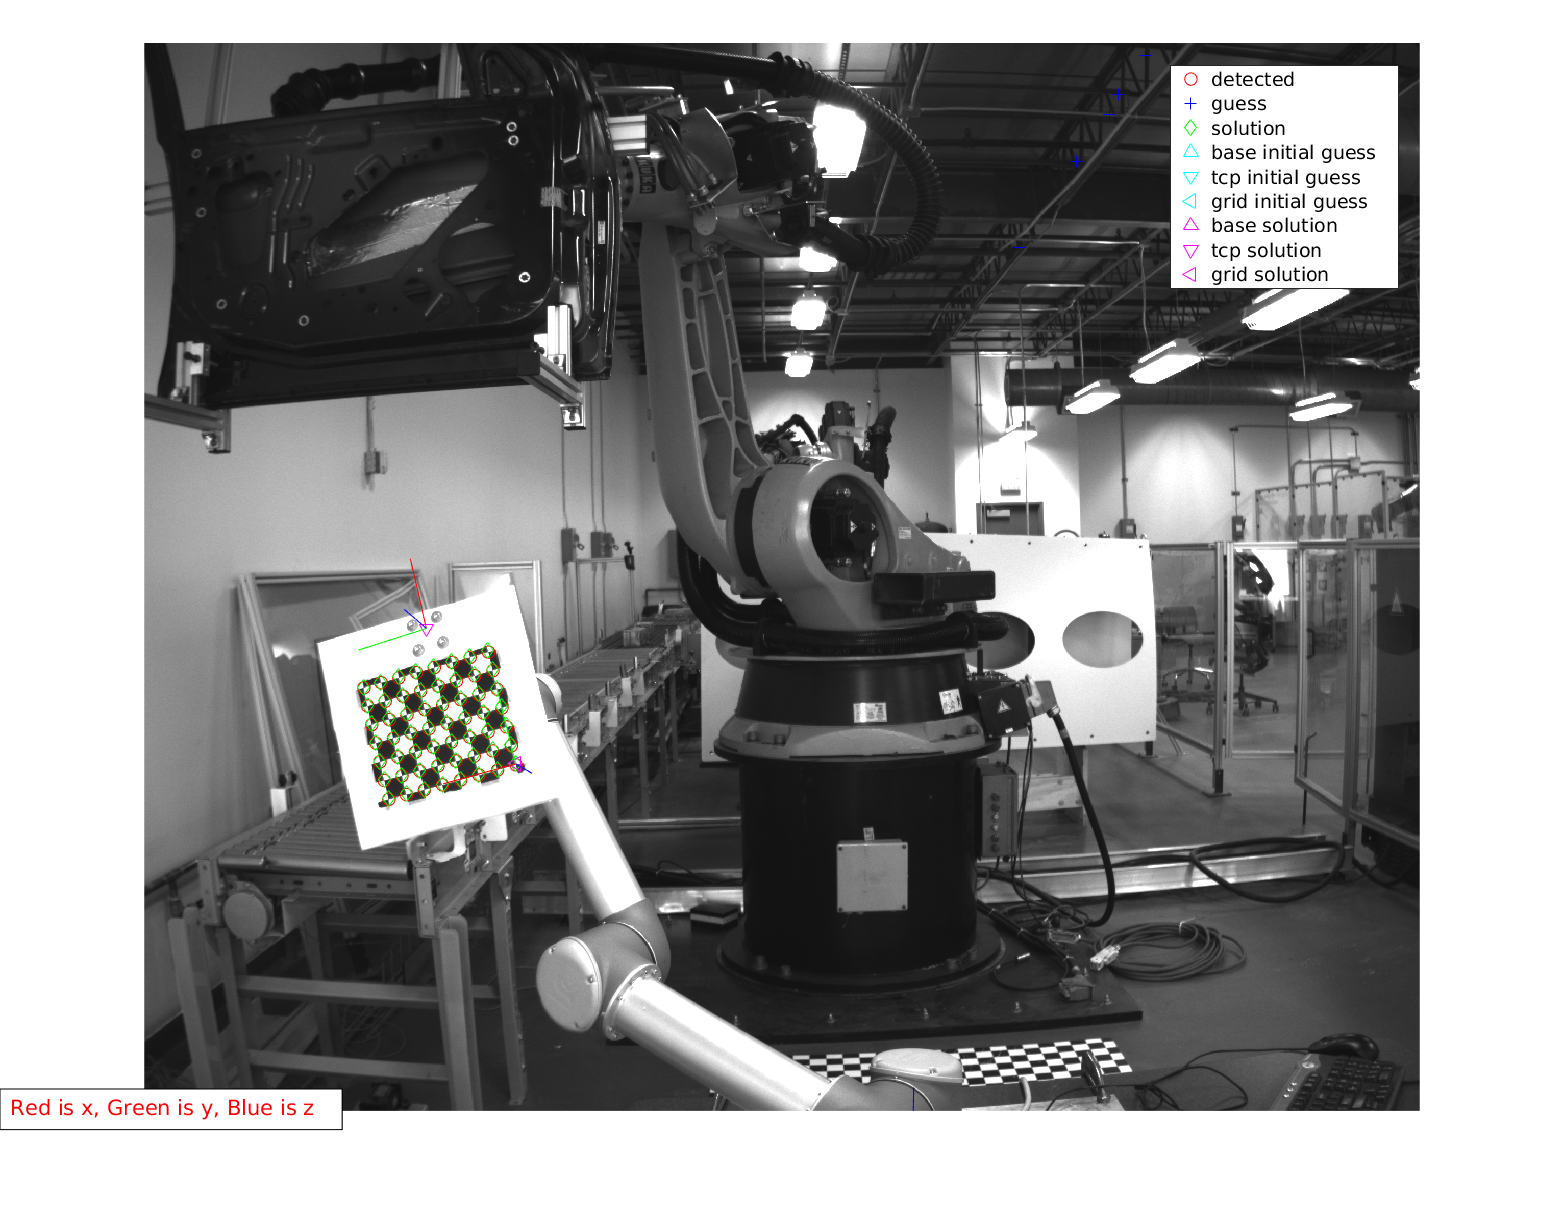 detected
guess
solution
base initial guess
tcp initial guess
grid initial guess
base solution
tcp solution
grid solution
Red is x, Green is y, Blue is z